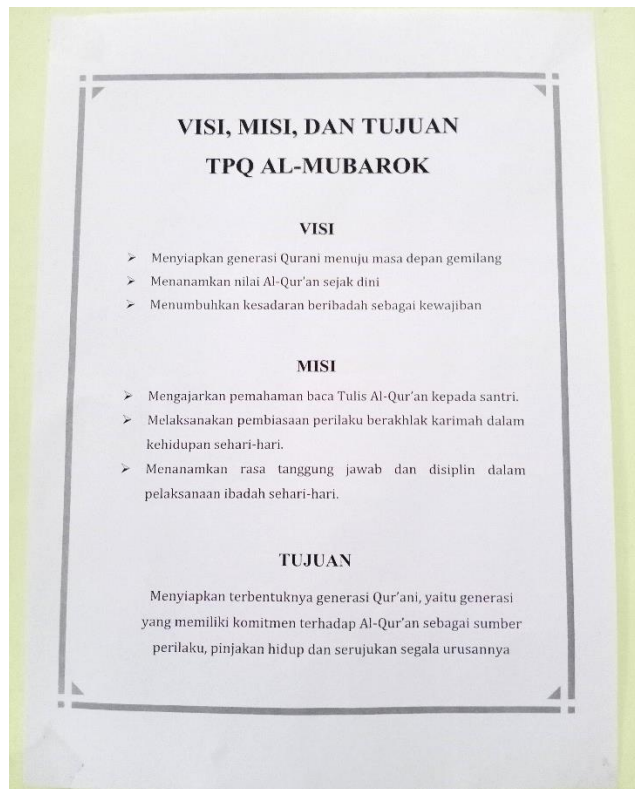 VISI, MISI, DAN TUJUAN
TPQ AL-MUBAROK
VISI
➢ Menyiapkan generasi Qurani menuju masa depan gemilang
➢ Menanamkan nilai Al-Qur'an sejak dini
➢ Menumbuhkan kesadaran beribadah sebagai kewajiban
MISI
➢ Mengajarkan pemahaman baca Tulis Al-Qur'an kepada santri.
➢ Melaksanakan pembiasaan perilaku berakhlak karimah dalam
kehidupan sehari-hari.
➢ Menanamkan rasa tanggung jawab dan disiplin dalam
pelaksanaan ibadah sehari-hari.
TUJUAN
Menyiapkan terbentuknya generasi Qur'ani, yaitu generasi
yang memiliki komitmen terhadap Al-Qur'an sebagai sumber
perilaku, pinjakan hidup dan serujukan segala urusannya